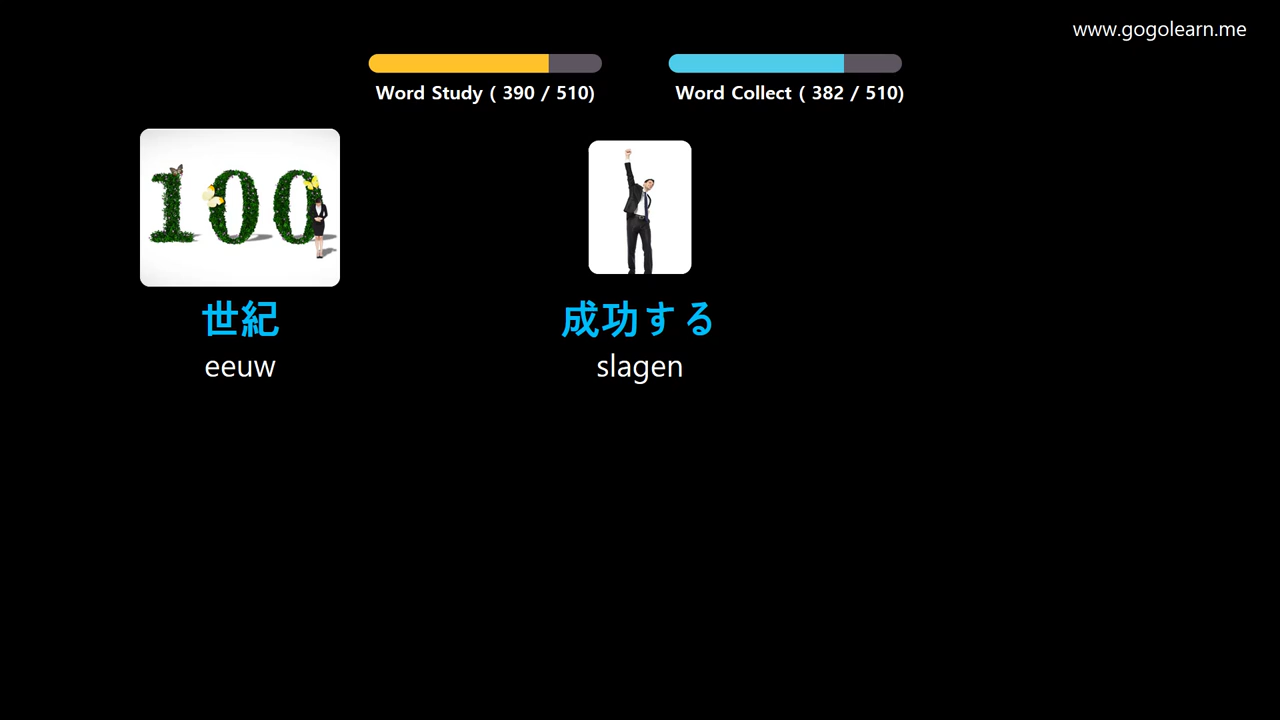 www.gogolearn.me
Word Study ( 390 / 510)
Word Collect ( 382 / 510)
100
世紀
eeuw
成功する
slagen